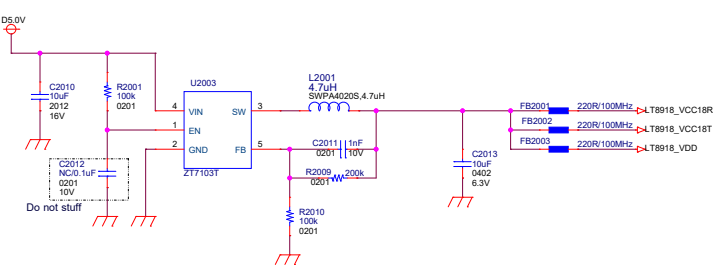 D5.0V
C2010
10uF
2012
16V
R2001
100k
0201
U2003
4
VIN
SW
3
1
EN
2
GND
FB
5
ZT7103T
L2001
4.7uH
SWPA4020S,4.7uH
C2011
1nF
0201
10V
R2009
200k
0201
R2010
100k
0201
C2012
NC/0.1uF
0201
10V
Do not stuff
C2013
10uF
0402
6.3V
FB2001
220R/100MHz
LT8918_VCC18R
FB2002
220R/100MHz
LT8918_VCC18T
FB2003
220R/100MHz
LT8918_VDD